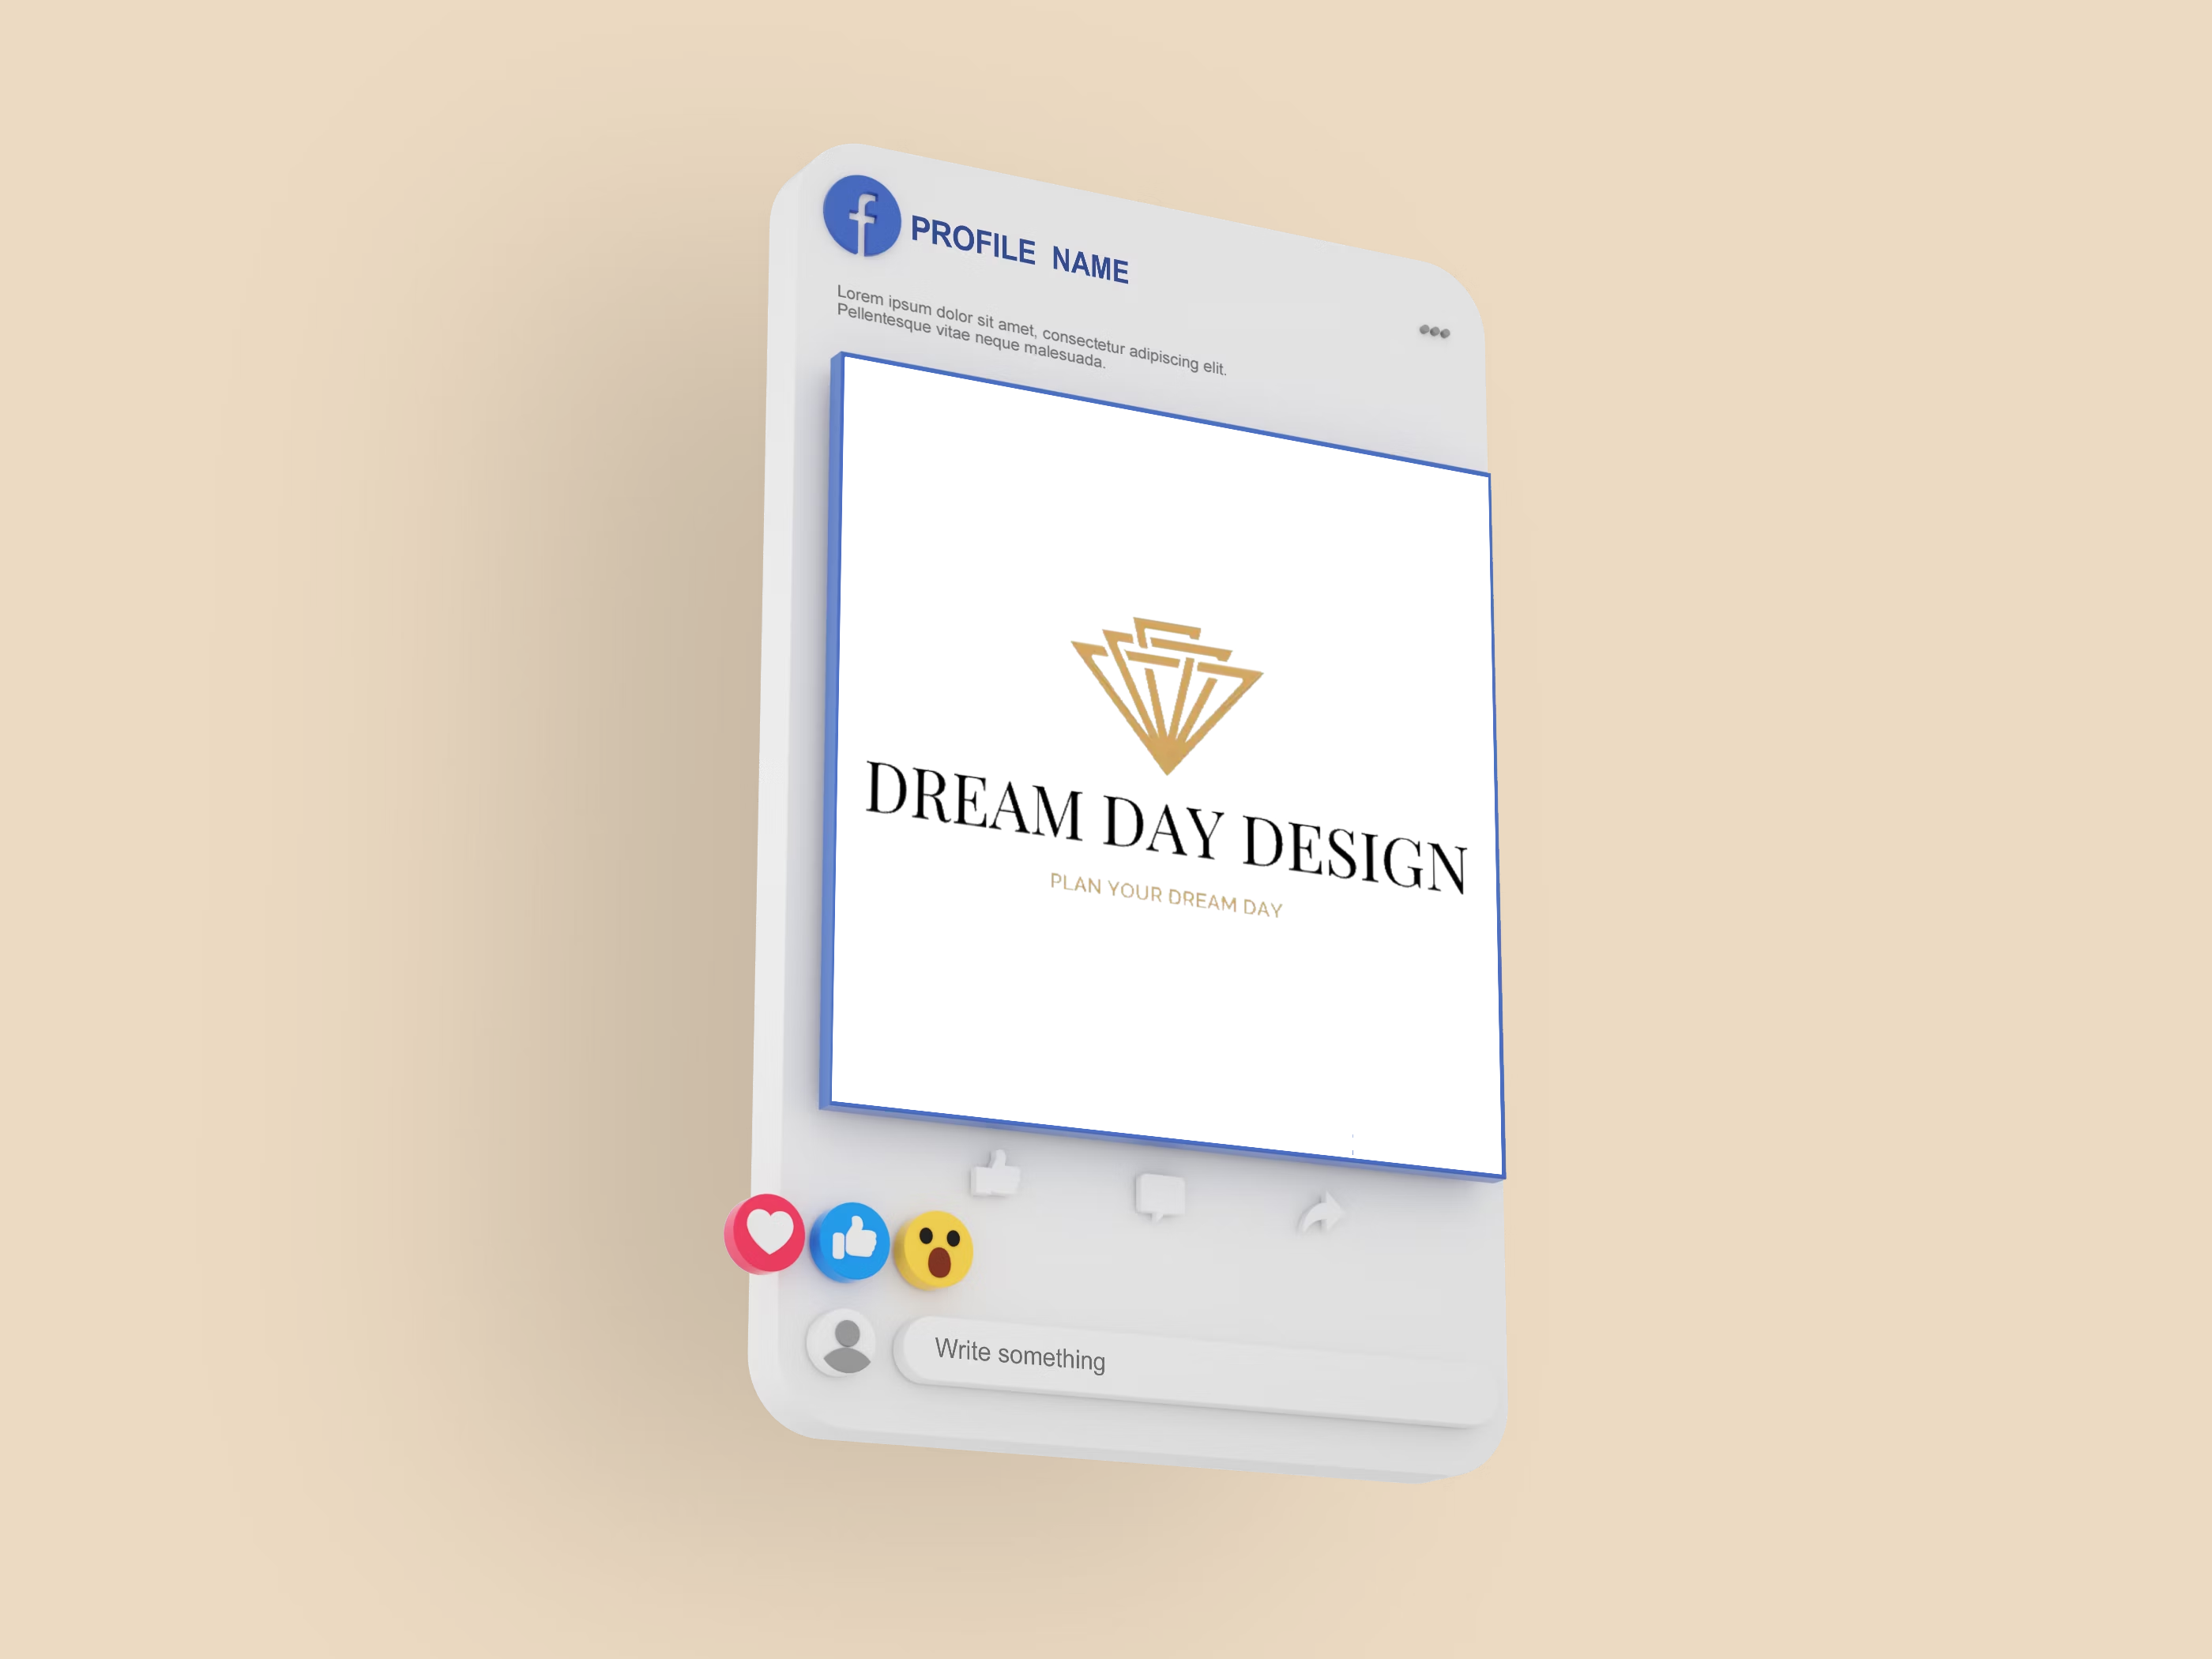 PROFILE NAME
Lorem ipsum dolor sit amet, consectetur adipiscing elit.
Pellentesque vitae neque malesuada.
DREAM DAY DESIGN
PLAN YOUR DREAM DAY
Write something